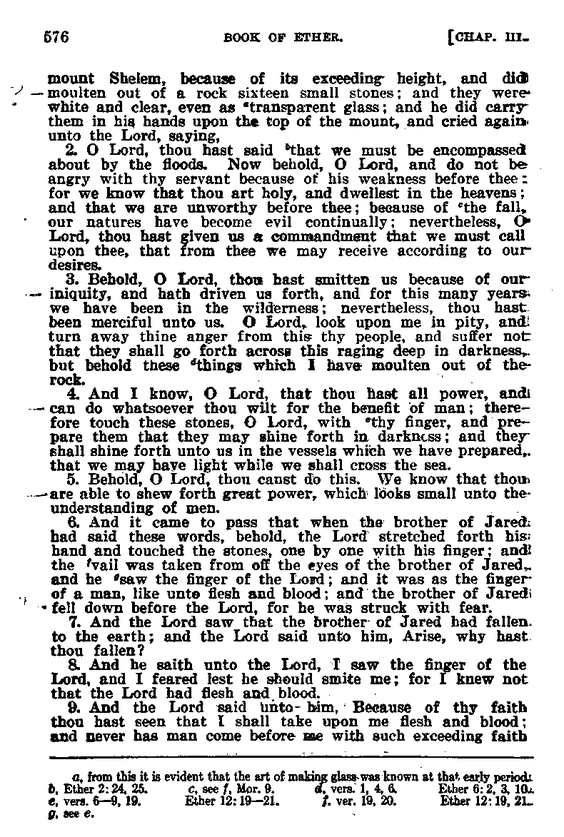 576 BOOK OF ETHER. [CHAP. III.
mount Shelem, because of its exceeding height, and did
moulten out of a rock sixteen small stones; and they were
white and clear, even as ᵃtransparent glass; and he did carry
them in his hands upon the top of the mount, and cried again
unto the Lord, saying,
2. O Lord, thou hast said ᵇthat we must be encompassed
about by the floods. Now behold, O Lord, and do not be
angry with thy servant because of his weakness before thee:
for we know that thou art holy, and dwellest in the heavens;
and that we are unworthy before thee; because of ᶜthe fall,
our natures have become evil continually; nevertheless, O
Lord, thou hast given us a commandment that we must call
upon thee, that from thee we may receive according to our
desires.
3. Behold, O Lord, thou hast smitten us because of our
iniquity, and hath driven us forth, and for this many years
we have been in the wilderness; nevertheless, thou hast
been merciful unto us. O Lord, look upon me in pity, and
turn away thine anger from this thy people, and suffer not
that they shall go forth across this raging deep in darkness,
but behold these ᵈthings which I have moulten out of the
rock.
4. And I know, O Lord, that thou hast all power, and
can do whatsoever thou wilt for the benefit of man; there-
fore touch these stones, O Lord, with ᵉthy finger, and pre-
pare them that they may shine forth in darkness; and they
shall shine forth unto us in the vessels which we have prepared,
that we may have light while we shall cross the sea.
5. Behold, O Lord, thou canst do this. We know that thou
are able to shew forth great power, which looks small unto the
understanding of men.
6. And it came to pass that when the brother of Jared
had said these words, behold, the Lord stretched forth his
hand and touched the stones, one by one with his finger; and
the ᶠvail was taken from off the eyes of the brother of Jared,
and he ᵍsaw the finger of the Lord; and it was as the finger
of a man, like unto flesh and blood; and the brother of Jared
fell down before the Lord, for he was struck with fear.
7. And the Lord saw that the brother of Jared had fallen
to the earth; and the Lord said unto him, Arise, why hast
thou fallen?
8. And he saith unto the Lord, I saw the finger of the
Lord, and I feared lest he should smite me; for I knew not
that the Lord had flesh and blood.
9. And the Lord said unto him, Because of thy faith
thou hast seen that I shall take upon me flesh and blood;
and never has man come before me with such exceeding faith
a, from this it is evident that the art of making glass was known at that early period.
b, Ether 2: 24, 25. c, see f, Mor. 9. d, vers. 1, 4, 6. Ether 6: 2, 3, 10.
e, vers. 6—9, 19. Ether 12: 19—21. f. ver. 19, 20. Ether 12: 19, 21.
g, see e.